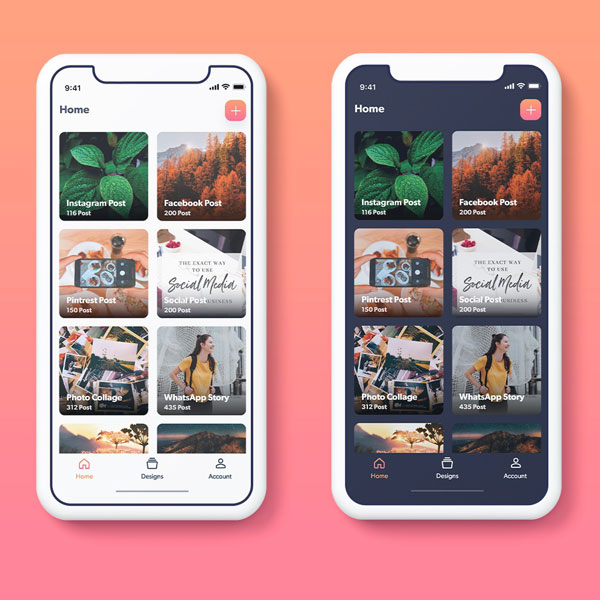 9:41
Home
Instagram Post
116 Post
Facebook Post
200 Post
Pintrest Post
150 Post
THE EXACT WAY
TO USE
Social Media
Social Post
BUSINESS
200 Post
Photo Collage
312 Post
WhatsApp Story
435 Post
Home
Designs
Account
9:41
Home
Instagram Post
116 Post
Facebook Post
200 Post
Pintrest Post
150 Post
THE EXACT WAY
TO USE
Social Media
Social Post
BUSINESS
200 Post
Photo Collage
312 Post
WhatsApp Story
435 Post
Home
Designs
Account